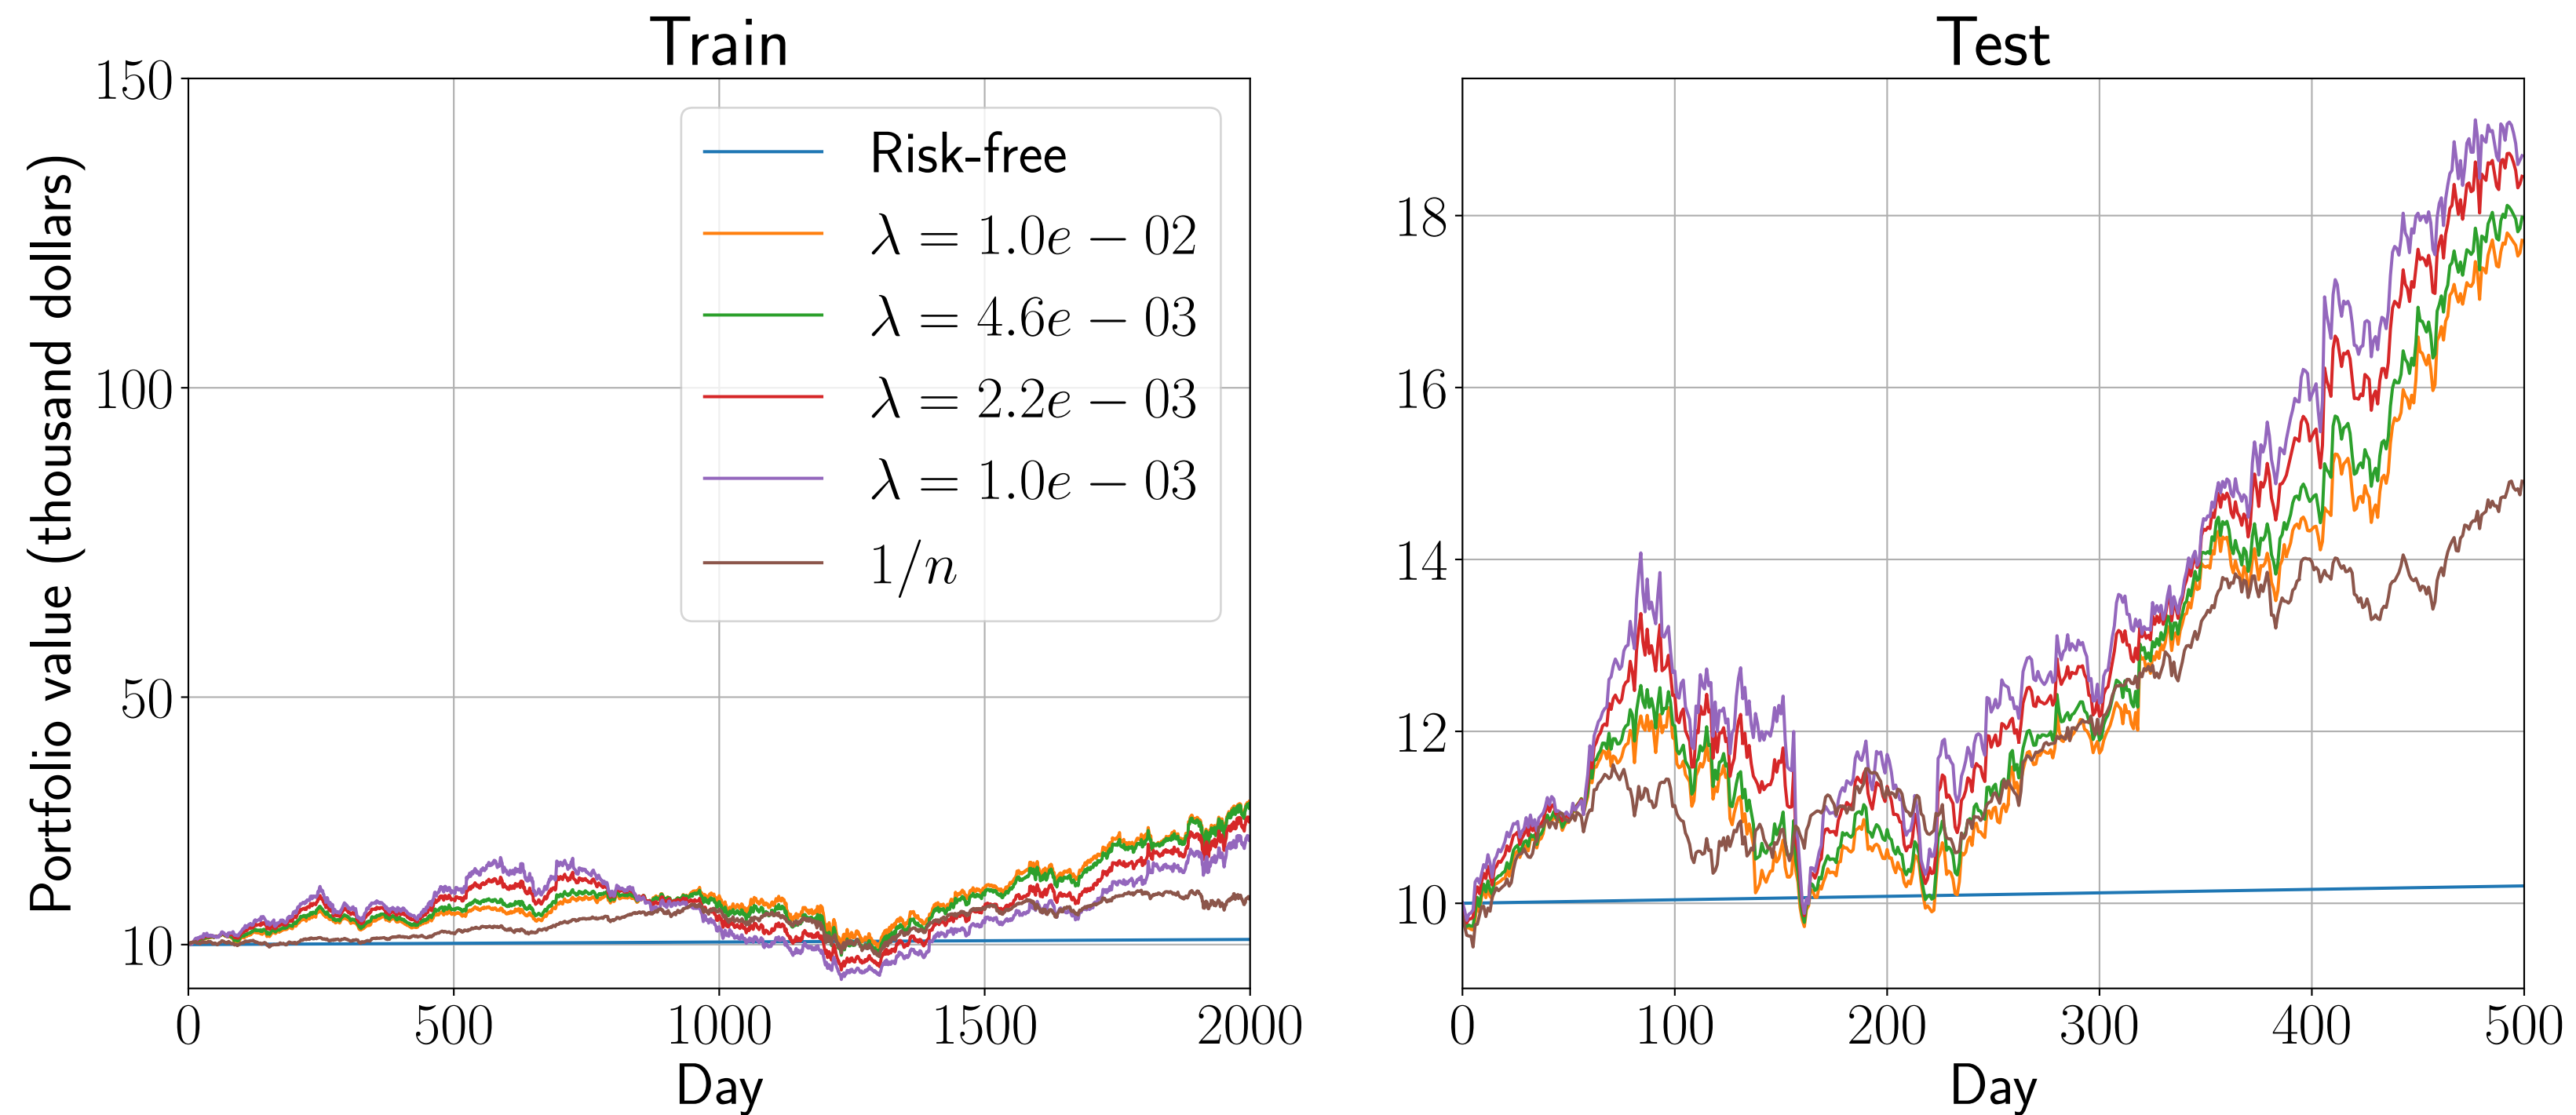 Train
Test
Portfolio value (thousand dollars)
150
100
50
10
Risk-free
λ = 1.0e − 02
λ = 4.6e − 03
λ = 2.2e − 03
λ = 1.0e − 03
1/n
0
500
1000
1500
2000
Day
18
16
14
12
10
0
100
200
300
400
500
Day